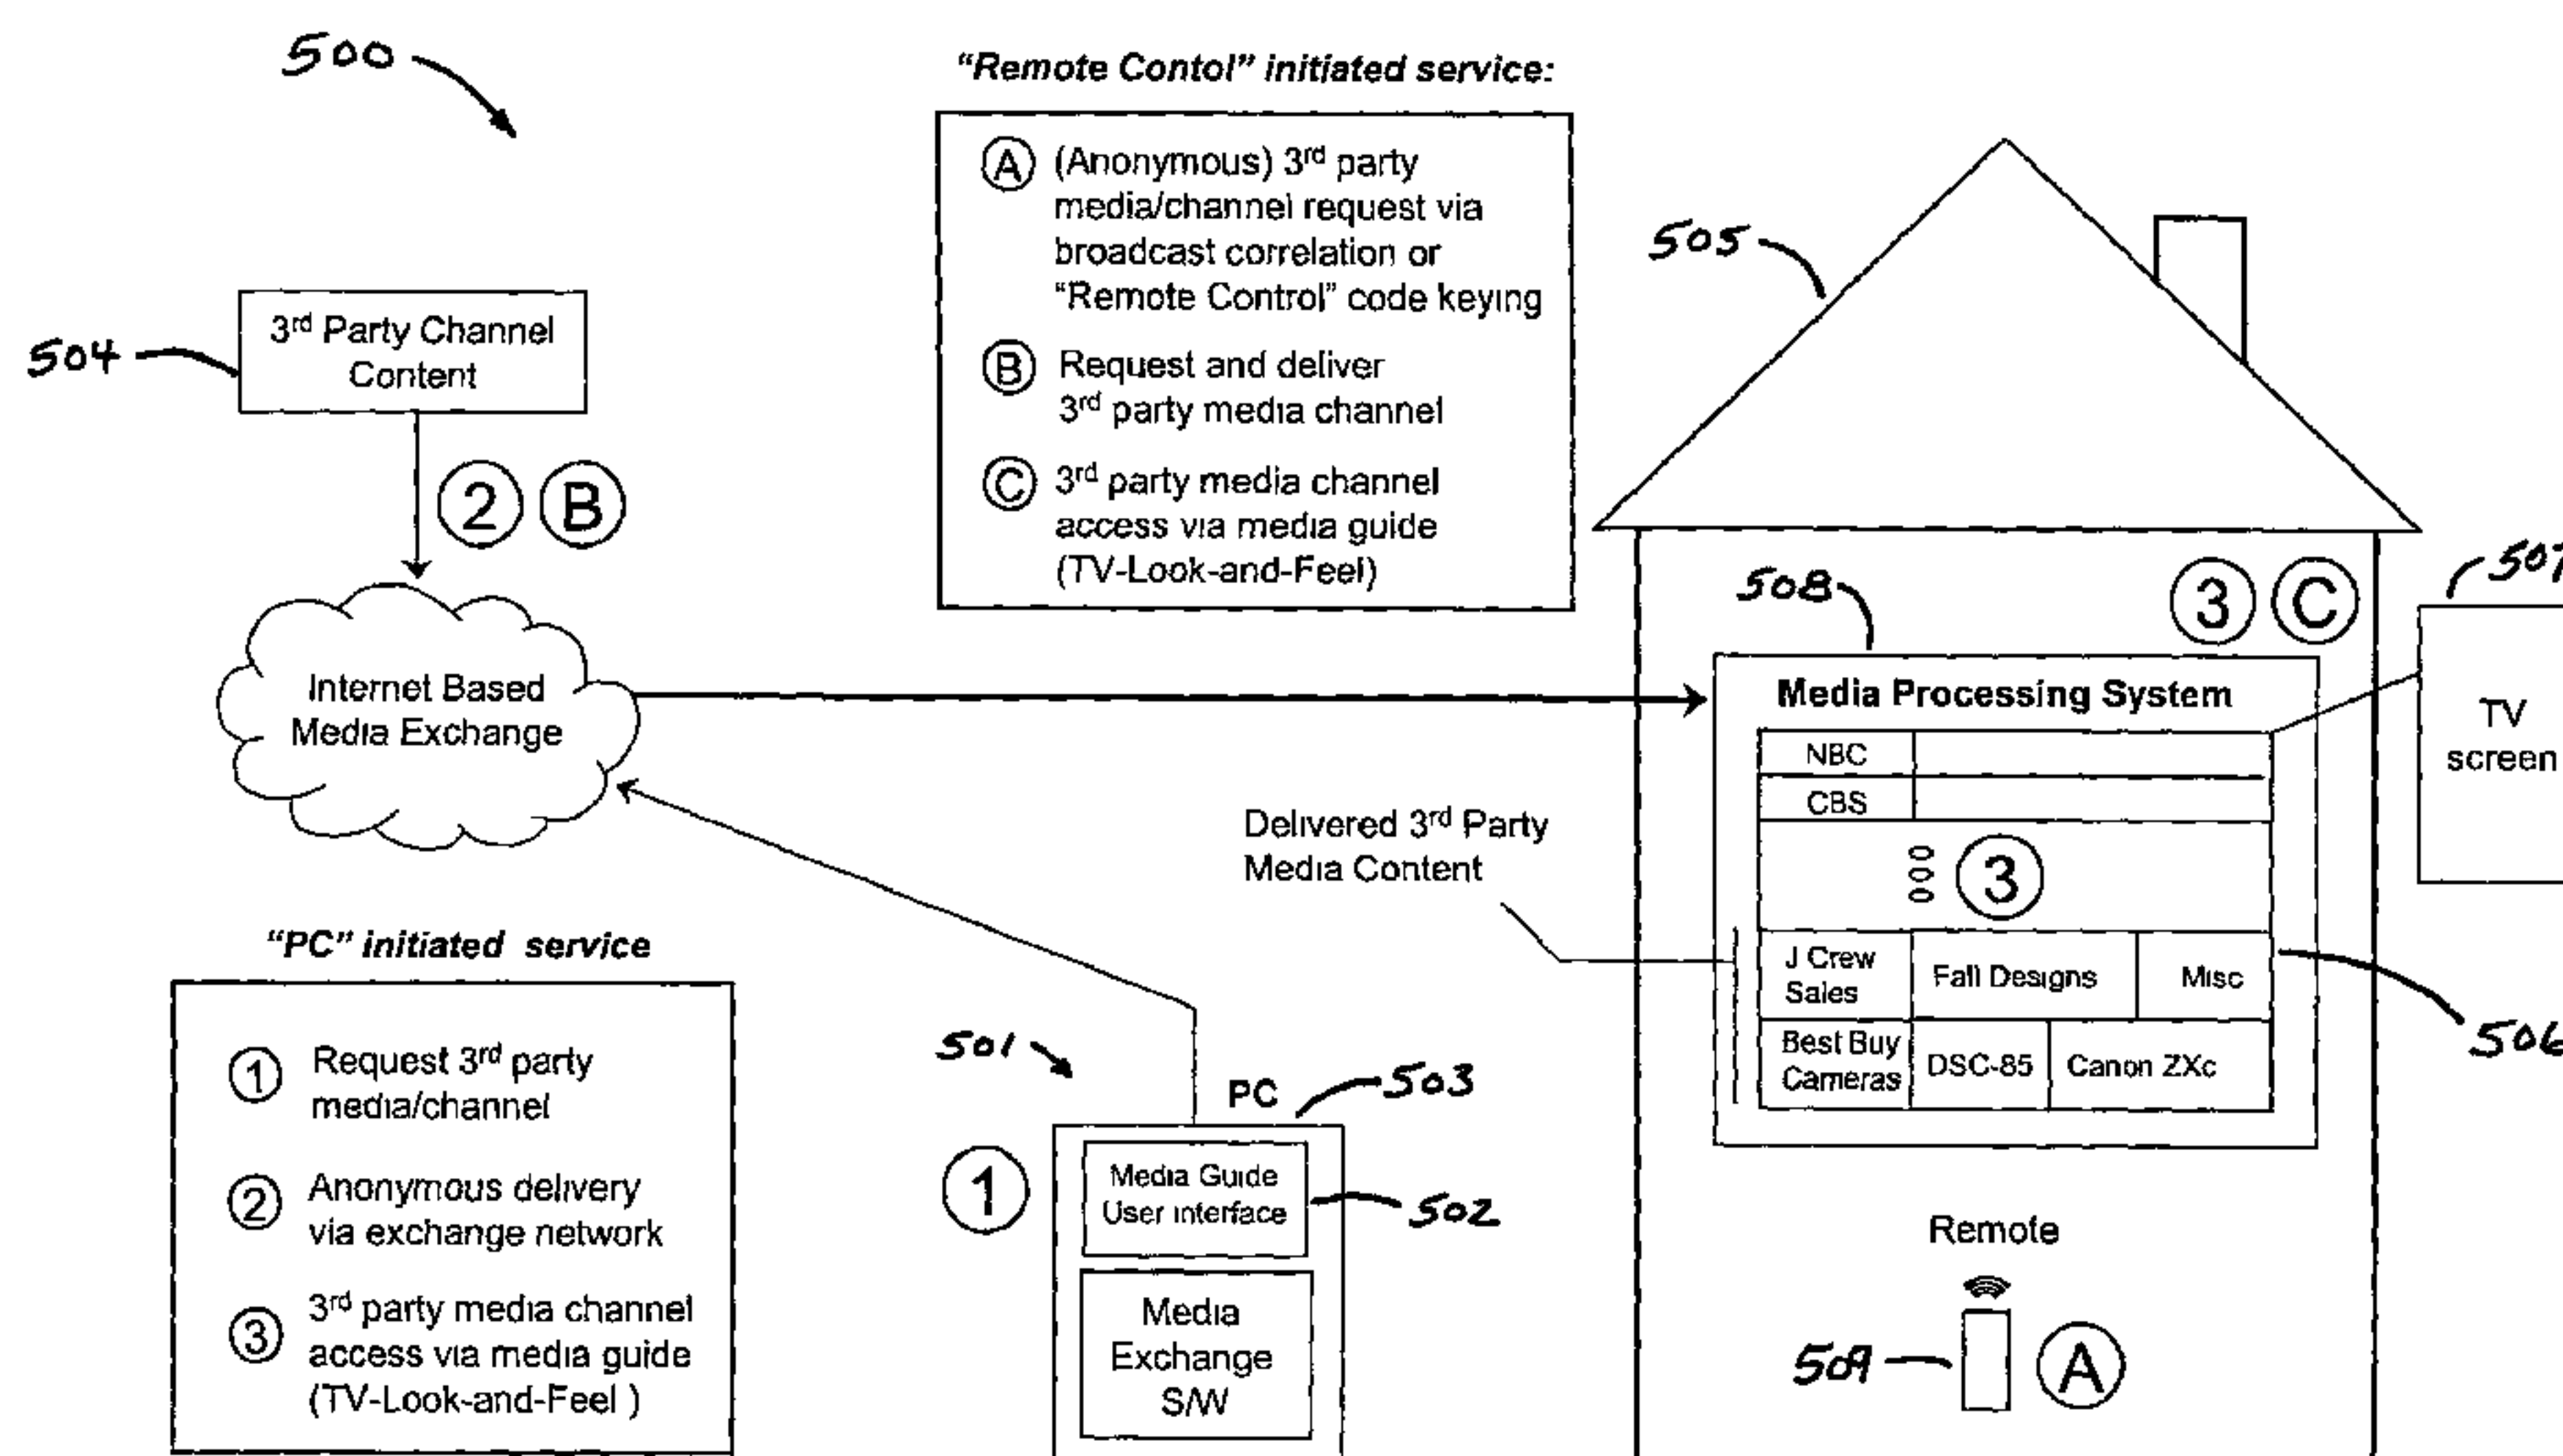 500
"Remote Contol" initiated service:
A (Anonymous) 3rd party
media/channel request via
broadcast correlation or
"Remote Control" code keying
B Request and deliver
3rd party media channel
C 3rd party media channel
access via media guide
(TV-Look-and-Feel)
504
3rd Party Channel
Content
2 B
Internet Based
Media Exchange
"PC" initiated service
1 Request 3rd party
media/channel
2 Anonymous delivery
via exchange network
3 3rd party media channel
access via media guide
(TV-Look-and-Feel )
501
PC
503
1
Media Guide
User interface
502
Media
Exchange
S/W
Delivered 3rd Party
Media Content
505
508
3 C
507
TV
screen
Media Processing System
NBC
CBS
3
J Crew
Sales
Fall Designs
Misc
Best Buy
Cameras
DSC-85
Canon ZXc
506
Remote
509
A